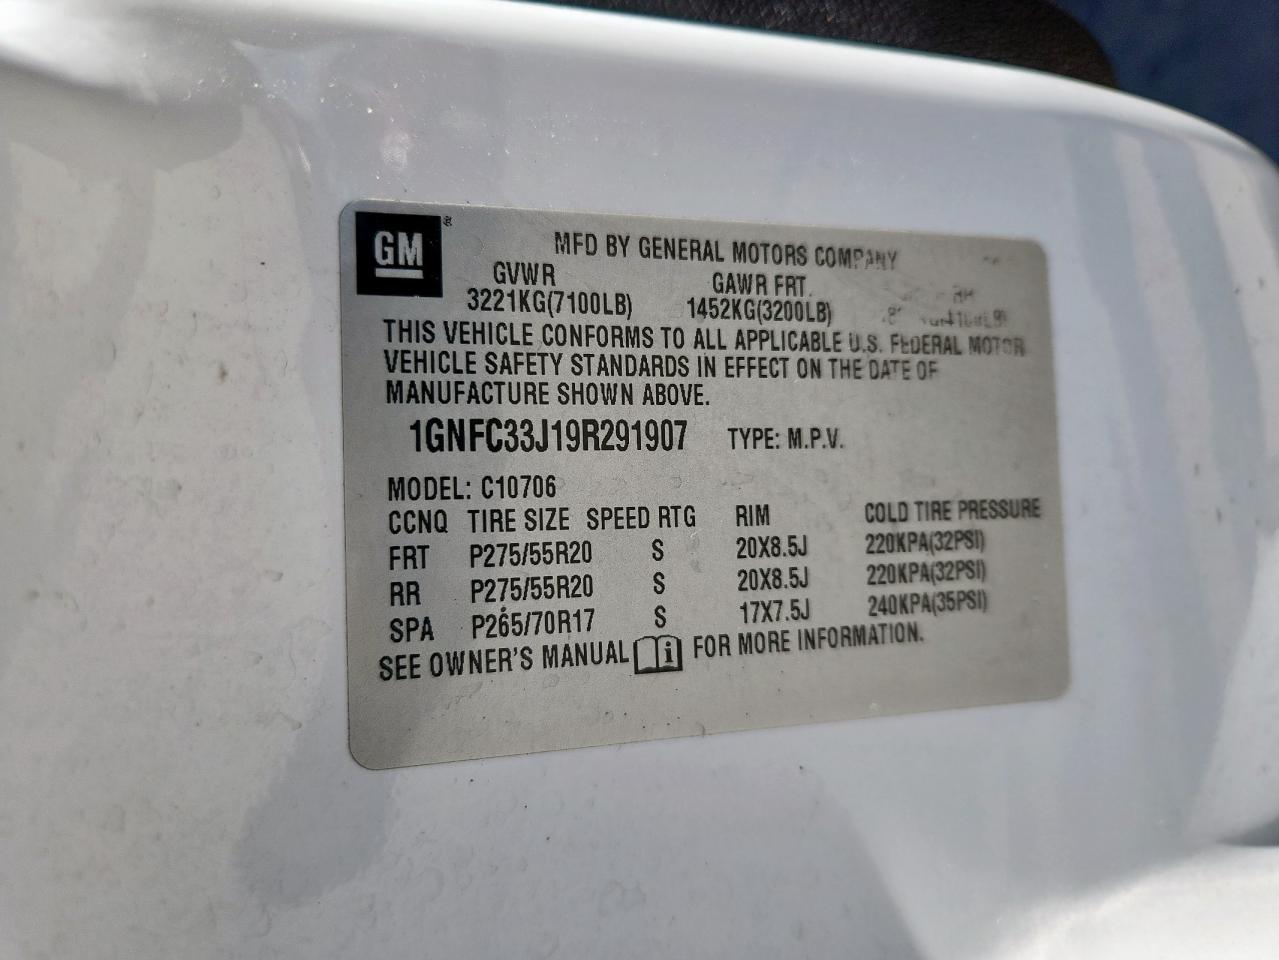 GM ®
MFD BY GENERAL MOTORS COMPANY
GVWR GAWR FRT. RR
3221KG(7100LB) 1452KG(3200LB)
THIS VEHICLE CONFORMS TO ALL APPLICABLE U.S. FEDERAL MOTOR
VEHICLE SAFETY STANDARDS IN EFFECT ON THE DATE OF
MANUFACTURE SHOWN ABOVE.
1GNFC33J19R291907 TYPE: M.P.V.
MODEL: C10706
CCNQ TIRE SIZE SPEED RTG RIM COLD TIRE PRESSURE
FRT P275/55R20 S 20X8.5J 220KPA(32PSI)
RR P275/55R20 S 20X8.5J 220KPA(32PSI)
SPA P265/70R17 S 17X7.5J 240KPA(35PSI)
SEE OWNER'S MANUAL i FOR MORE INFORMATION.